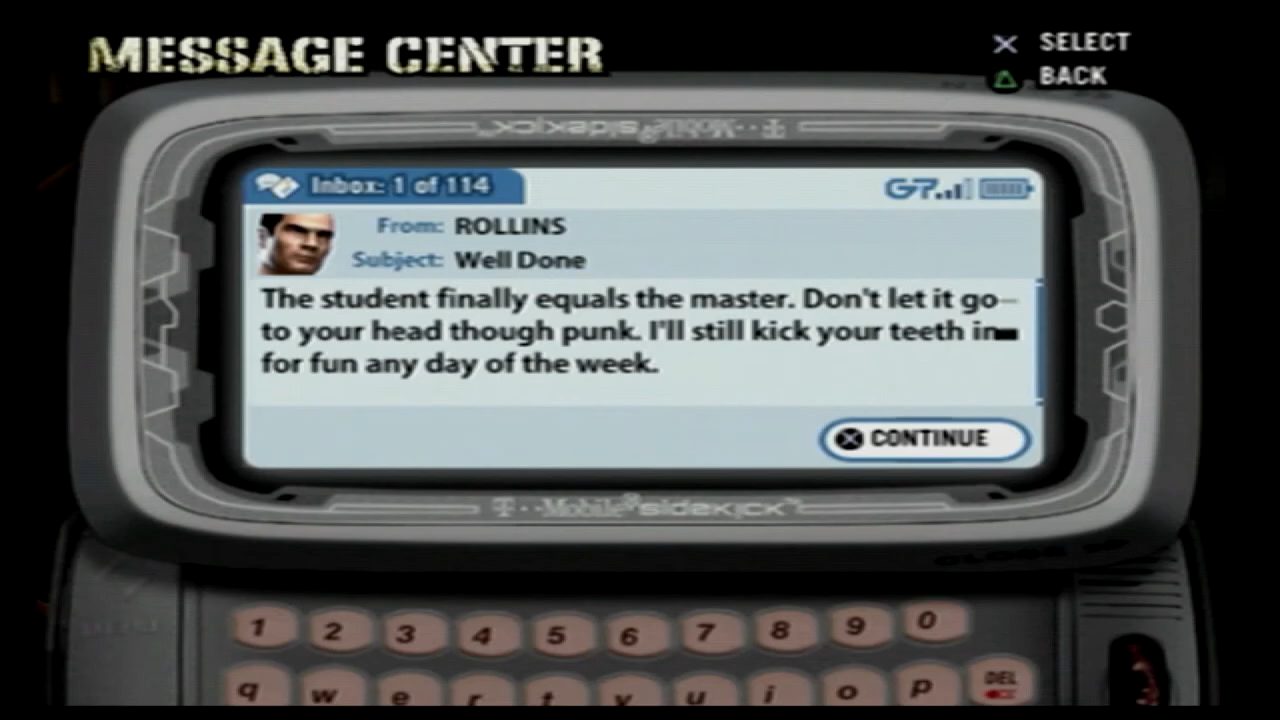 MESSAGE CENTER
SELECT
BACK
T··Mobile® sidekick™
Inbox: 1 of 114
G7
From: ROLLINS
Subject: Well Done
The student finally equals the master. Don't let it go
to your head though punk. I'll still kick your teeth in
for fun any day of the week.
CONTINUE
T··Mobile® sidekick™
1 2 3 4 5 6 7 8 9 0
q w e r t y u i o p DEL